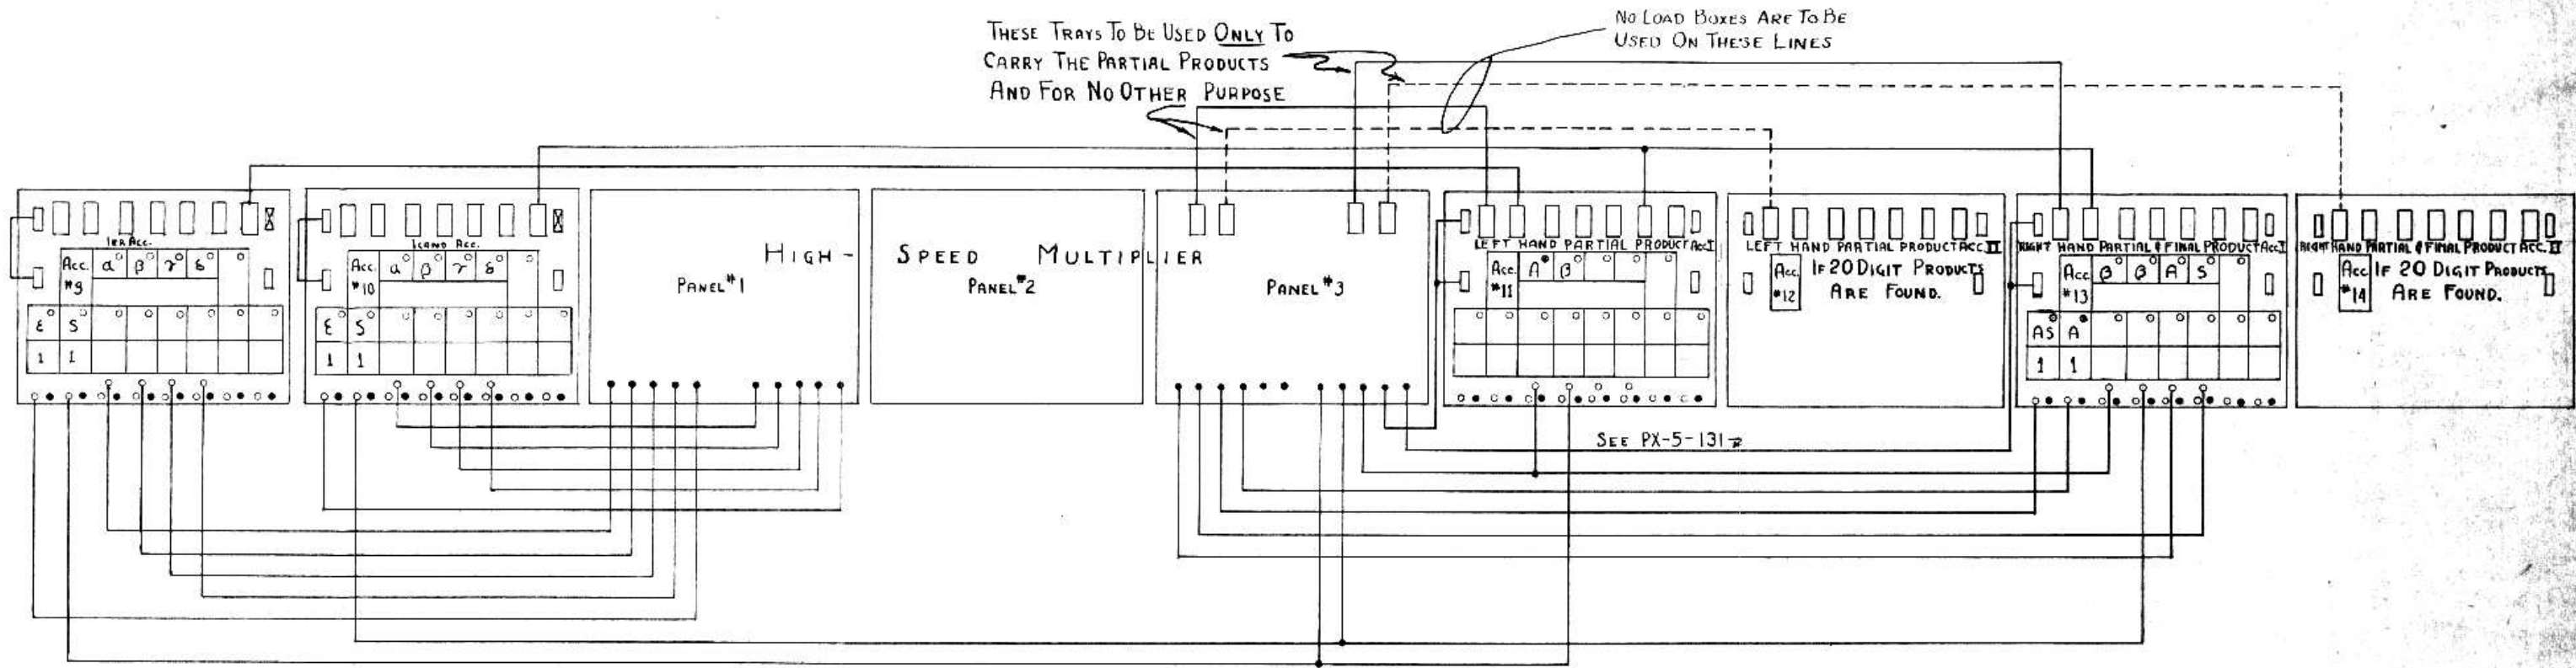 THESE TRAYS TO BE USED ONLY TO
CARRY THE PARTIAL PRODUCTS
AND FOR NO OTHER PURPOSE
NO LOAD BOXES ARE TO BE
USED ON THESE LINES
IER ACC.
ACC. #9 α β γ δ
ε S
1 1
ICAND ACC.
ACC. #10 α β γ δ
ε S
1 1
HIGH - SPEED MULTIPLIER
PANEL #1
PANEL #2
PANEL #3
LEFT HAND PARTIAL PRODUCT ACC. I
ACC. #11 A β
LEFT HAND PARTIAL PRODUCT ACC. II
ACC. #12
IF 20 DIGIT PRODUCTS
ARE FOUND.
RIGHT HAND PARTIAL & FINAL PRODUCT ACC. I
ACC. #13 β β A S
AS A
1 1
RIGHT HAND PARTIAL & FINAL PRODUCT ACC. II
ACC. #14
IF 20 DIGIT PRODUCTS
ARE FOUND.
SEE PX-5-131